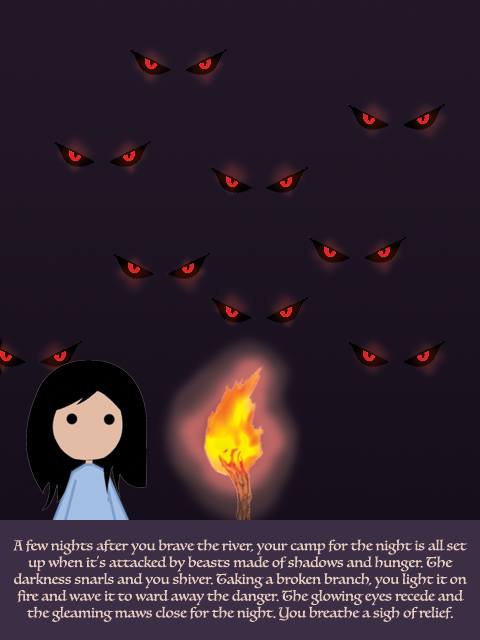 A few nights after you brave the river, your camp for the night is all set
up when it's attacked by beasts made of shadows and hunger. The
darkness snarls and you shiver. Taking a broken branch, you light it on
fire and wave it to ward away the danger. The glowing eyes recede and
the gleaming maws close for the night. You breathe a sigh of relief.